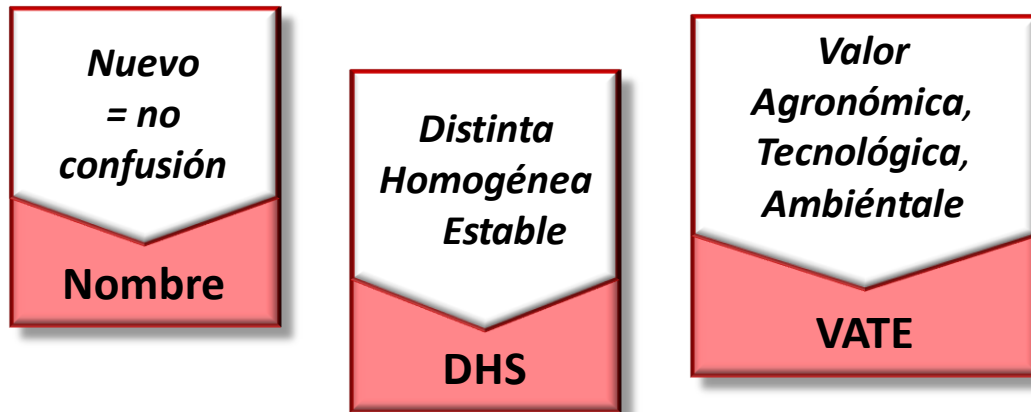 Nuevo
= no
confusión
Nombre
Distinta
Homogénea
Estable
DHS
Valor
Agronómica,
Tecnológica,
Ambiéntale
VATE